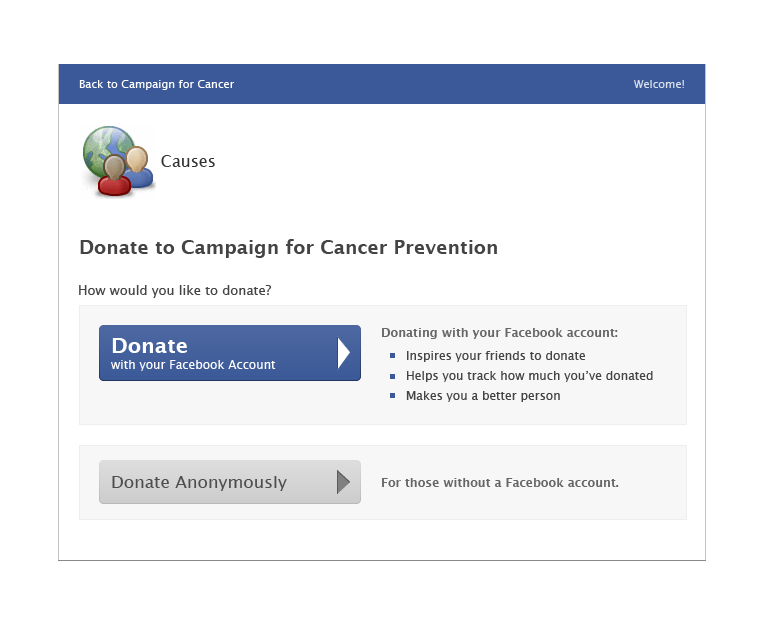 Back to Campaign for Cancer
Welcome!
Causes
Donate to Campaign for Cancer Prevention
How would you like to donate?
Donate
with your Facebook Account
Donating with your Facebook account:
Inspires your friends to donate
Helps you track how much you’ve donated
Makes you a better person
Donate Anonymously
For those without a Facebook account.